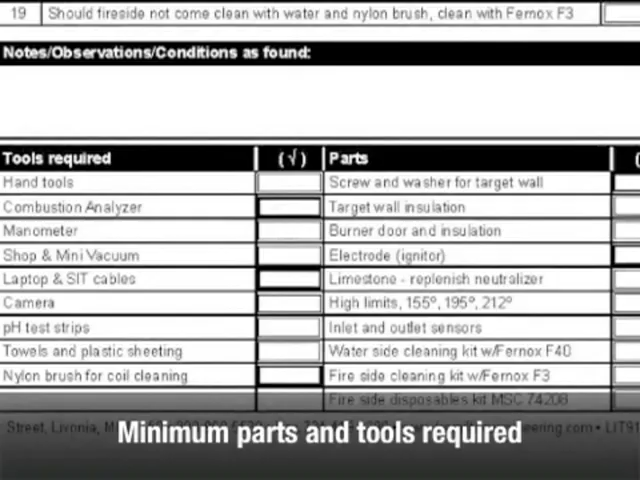 19 Should fireside not come clean with water and nylon brush, clean with Fernox F3
Notes/Observations/Conditions as found:
Tools required (√) Parts (
Hand tools Screw and washer for target wall
Combustion Analyzer Target wall insulation
Manometer Burner door and insulation
Shop & Mini Vacuum Electrode (ignitor)
Laptop & SIT cables Limestone - replenish neutralizer
Camera High limits, 155º, 195º, 212º
pH test strips Inlet and outlet sensors
Towels and plastic sheeting Water side cleaning kit w/Fernox F40
Nylon brush for coil cleaning Fire side cleaning kit w/Fernox F3
Fire side disposables kit MSC 74208
Street, Livonia,
Minimum parts and tools required